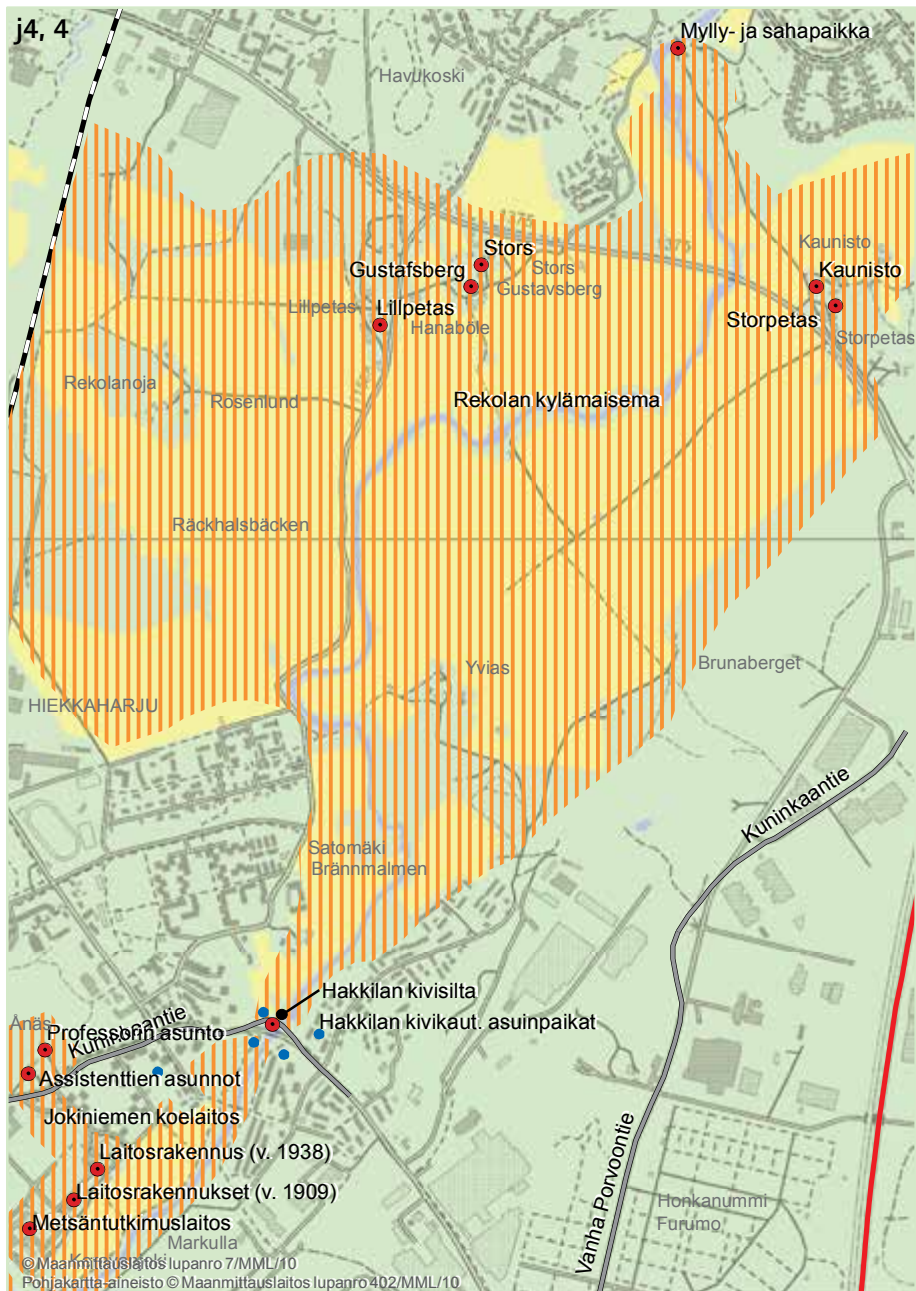 j4, 4
Mylly- ja sahapaikka
Havukoski
1375
1375
Kaunisto
Stors
Gustafsberg
Stors
Gustavsberg
Kaunisto
Lillpetas
Lillpetas
Hanaböle
Storpetas
Storpetas
Rekolanoja
Rosenlund
Rekolan kylämaisema
Räckhalsbäcken
Yvias
Brunaberget
HIEKKAHARJU
Kuninkaantie
Satomäki
Brännmalmen
Hakkilan kivisilta
Hakkilan kivikaut. asuinpaikat
Ånäs
Professorin asunto
Kuninkaantie
Assistenttien asunnot
Jokiniemen koelaitos
Laitosrakennus (v. 1938)
Laitosrakennukset (v. 1909)
Metsäntutkimuslaitos
Markulla
Honkanummi
Furumo
Vanha Porvoontie
© Maanmittauslaitos lupanro 7/MML/10
Pohjakartta-aineisto © Maanmittauslaitos lupanro 402/MML/10